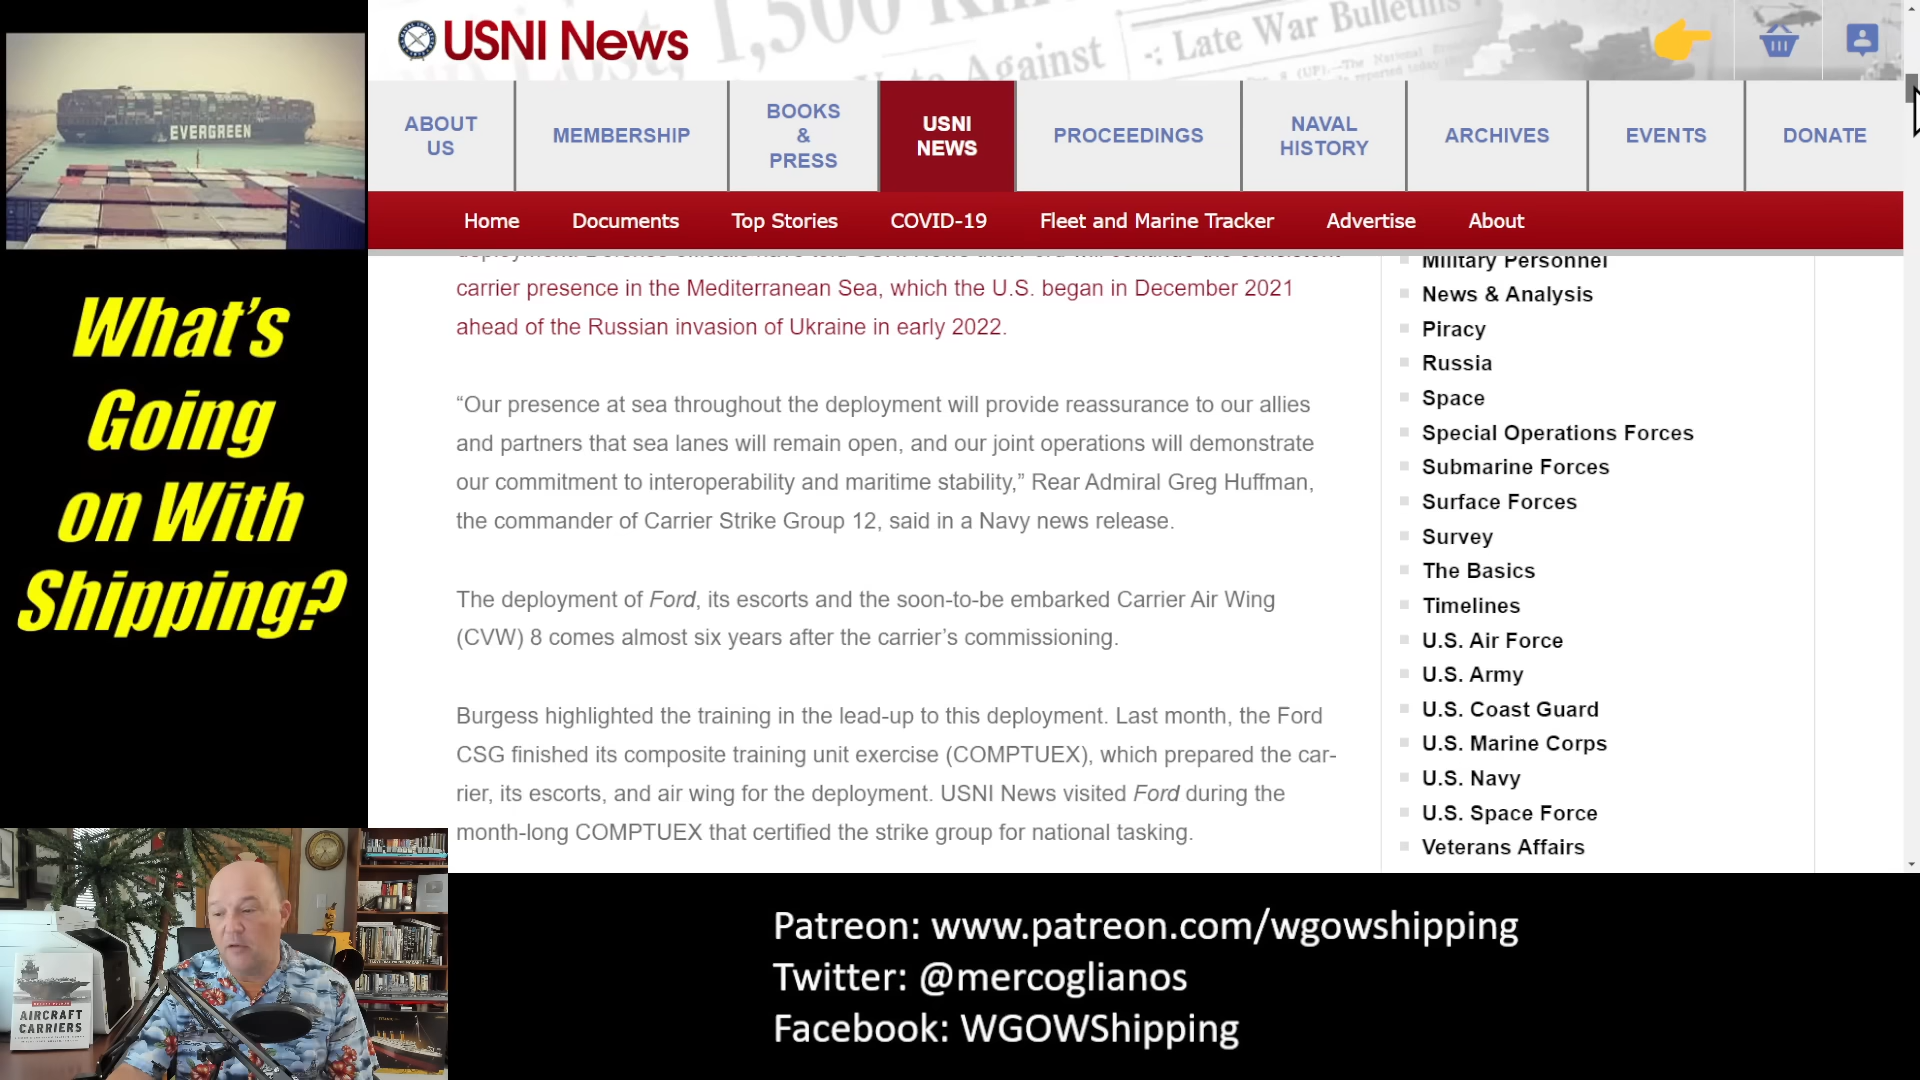 EVERGREEN
What's
Going
on With
Shipping?
AIRCRAFT
CARRIERS
USNI News
1,500
Late War Bulletins
Against
ABOUT
US
MEMBERSHIP
BOOKS
&
PRESS
USNI
NEWS
PROCEEDINGS
NAVAL
HISTORY
ARCHIVES
EVENTS
DONATE
Home
Documents
Top Stories
COVID-19
Fleet and Marine Tracker
Advertise
About
carrier presence in the Mediterranean Sea, which the U.S. began in December 2021
ahead of the Russian invasion of Ukraine in early 2022.
“Our presence at sea throughout the deployment will provide reassurance to our allies
and partners that sea lanes will remain open, and our joint operations will demonstrate
our commitment to interoperability and maritime stability,” Rear Admiral Greg Huffman,
the commander of Carrier Strike Group 12, said in a Navy news release.
The deployment of Ford, its escorts and the soon-to-be embarked Carrier Air Wing
(CVW) 8 comes almost six years after the carrier’s commissioning.
Burgess highlighted the training in the lead-up to this deployment. Last month, the Ford
CSG finished its composite training unit exercise (COMPTUEX), which prepared the car-
rier, its escorts, and air wing for the deployment. USNI News visited Ford during the
month-long COMPTUEX that certified the strike group for national tasking.
Military Personnel
News & Analysis
Piracy
Russia
Space
Special Operations Forces
Submarine Forces
Surface Forces
Survey
The Basics
Timelines
U.S. Air Force
U.S. Army
U.S. Coast Guard
U.S. Marine Corps
U.S. Navy
U.S. Space Force
Veterans Affairs
Patreon: www.patreon.com/wgowshipping
Twitter: @mercoglianos
Facebook: WGOWShipping